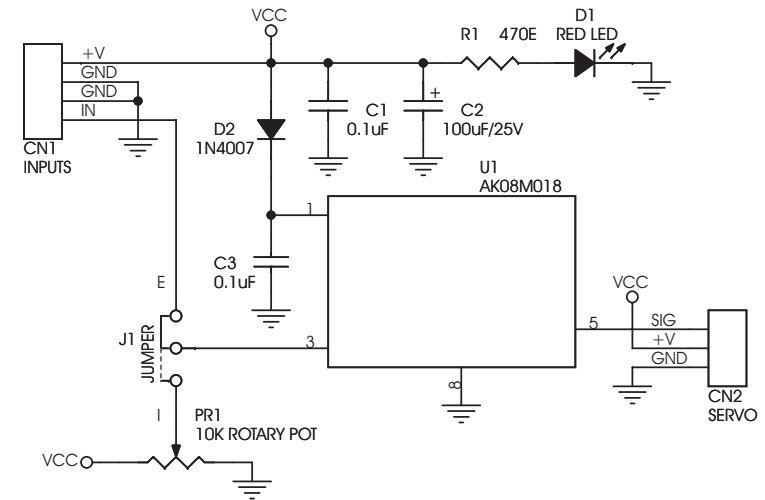 VCC
D1
RED LED
R1 470E
+V
GND
GND
IN
CN1
INPUTS
D2
1N4007
C1
0.1uF
+
C2
100uF/25V
U1
AK08M018
1
C3
0.1uF
E
J1
JUMPER
3
5
8
VCC
SIG
+V
GND
CN2
SERVO
I
PR1
10K ROTARY POT
VCC